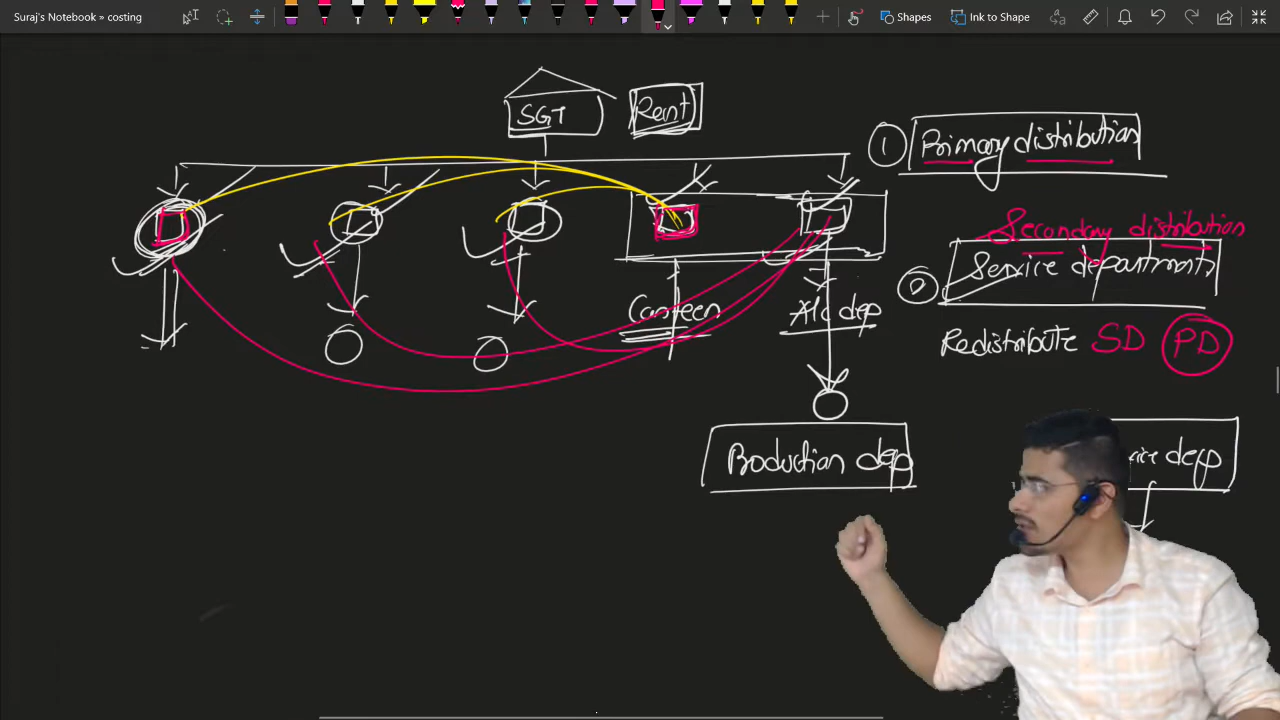 Suraj's Notebook » costing
Shapes
Ink to Shape
SGT
Rent
① Primary distribution
Secondary distribution
② Service departments
Redistribute SD PD
Canteen
A/c dep
Production dep
dep